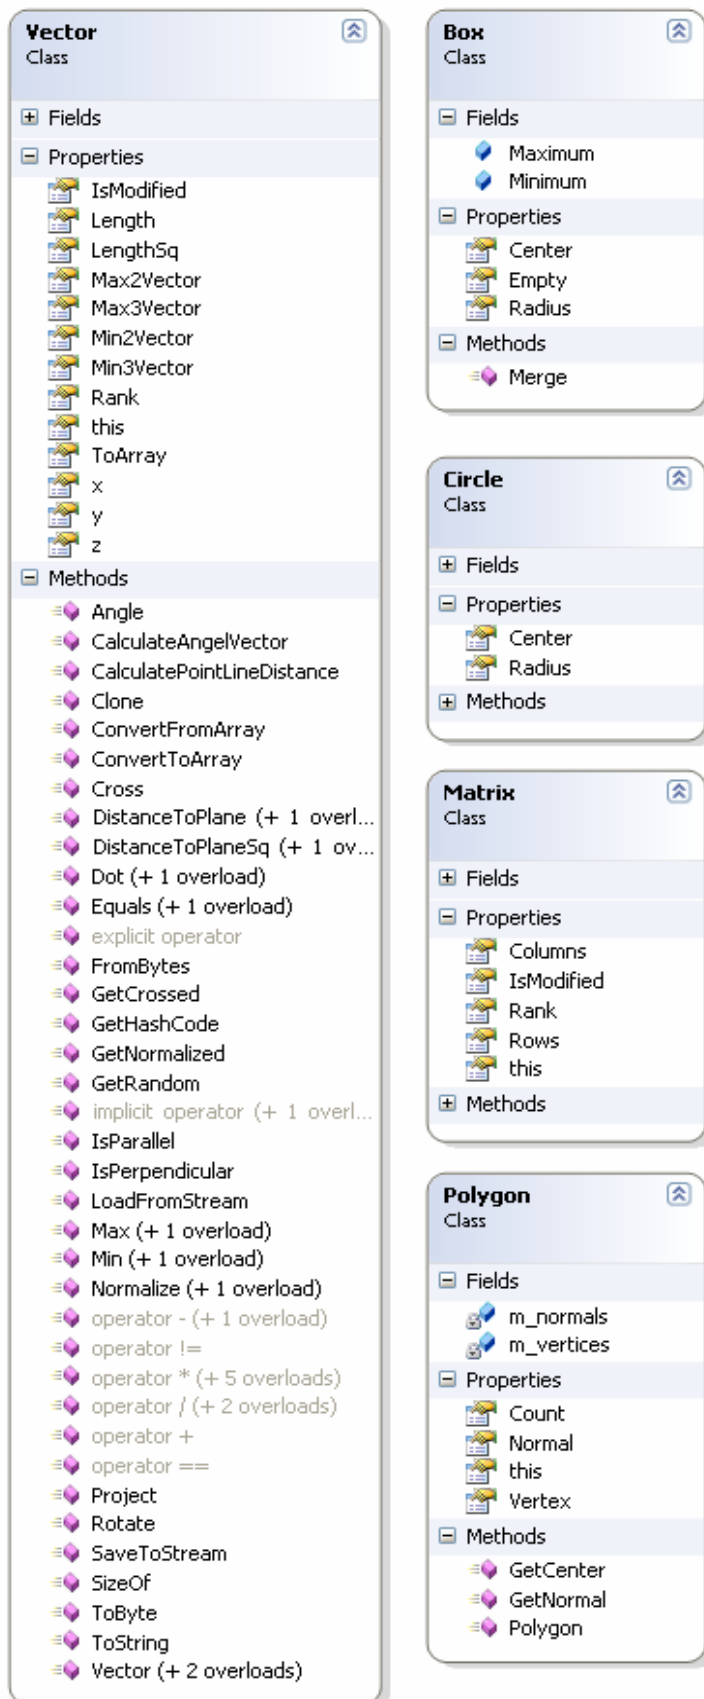 Vector
Class
Fields
Properties
IsModified
Length
LengthSq
Max2Vector
Max3Vector
Min2Vector
Min3Vector
Rank
this
ToArray
x
y
z
Methods
Angle
CalculateAngelVector
CalculatePointLineDistance
Clone
ConvertFromArray
ConvertToArray
Cross
DistanceToPlane (+ 1 overl...
DistanceToPlaneSq (+ 1 ov...
Dot (+ 1 overload)
Equals (+ 1 overload)
explicit operator
FromBytes
GetCrossed
GetHashCode
GetNormalized
GetRandom
implicit operator (+ 1 overl...
IsParallel
IsPerpendicular
LoadFromStream
Max (+ 1 overload)
Min (+ 1 overload)
Normalize (+ 1 overload)
operator - (+ 1 overload)
operator !=
operator * (+ 5 overloads)
operator / (+ 2 overloads)
operator +
operator ==
Project
Rotate
SaveToStream
SizeOf
ToByte
ToString
Vector (+ 2 overloads)
Box
Class
Fields
Maximum
Minimum
Properties
Center
Empty
Radius
Methods
Merge
Circle
Class
Fields
Properties
Center
Radius
Methods
Matrix
Class
Fields
Properties
Columns
IsModified
Rank
Rows
this
Methods
Polygon
Class
Fields
m_normals
m_vertices
Properties
Count
Normal
this
Vertex
Methods
GetCenter
GetNormal
Polygon